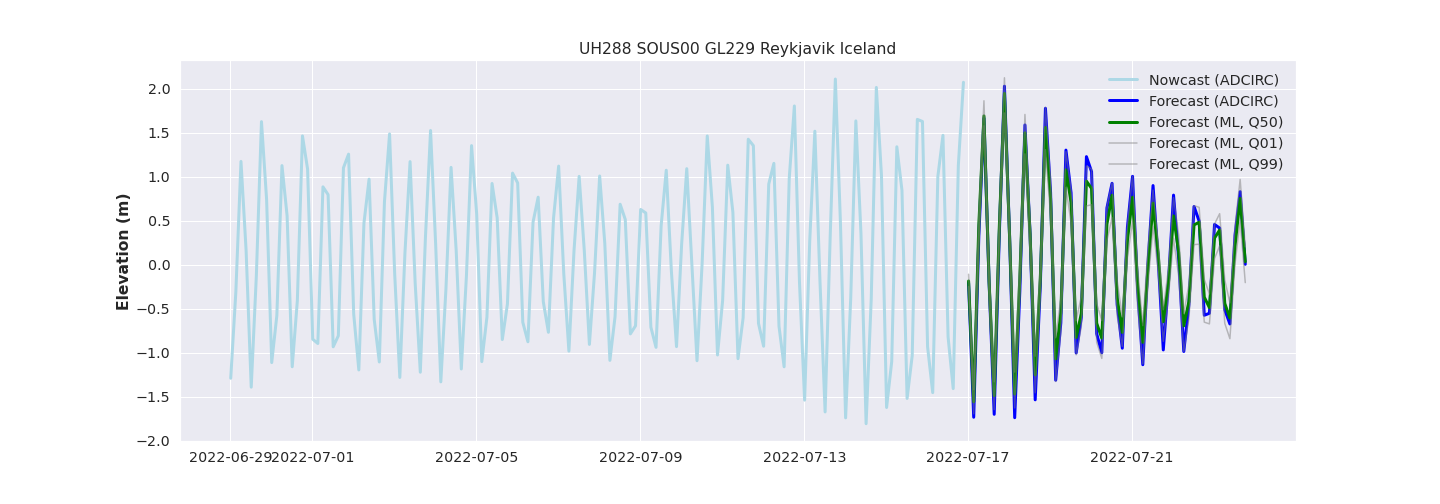 UH288 SOUS00 GL229 Reykjavik Iceland
Nowcast (ADCIRC)
Forecast (ADCIRC)
Forecast (ML, Q50)
Forecast (ML, Q01)
Forecast (ML, Q99)
Elevation (m)
2.0
1.5
1.0
0.5
0.0
−0.5
−1.0
−1.5
−2.0
2022-06-29 2022-07-01 2022-07-05 2022-07-09 2022-07-13 2022-07-17 2022-07-21